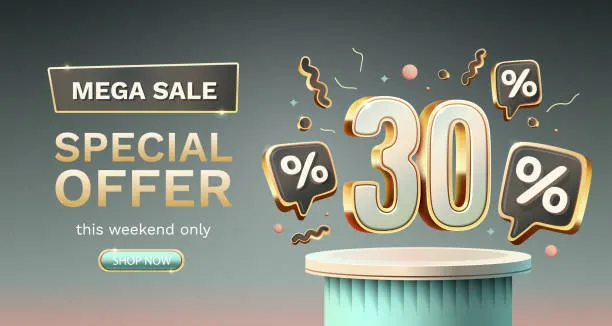 MEGA SALE
SPECIAL
OFFER
this weekend only
SHOP NOW
30
%
%
%